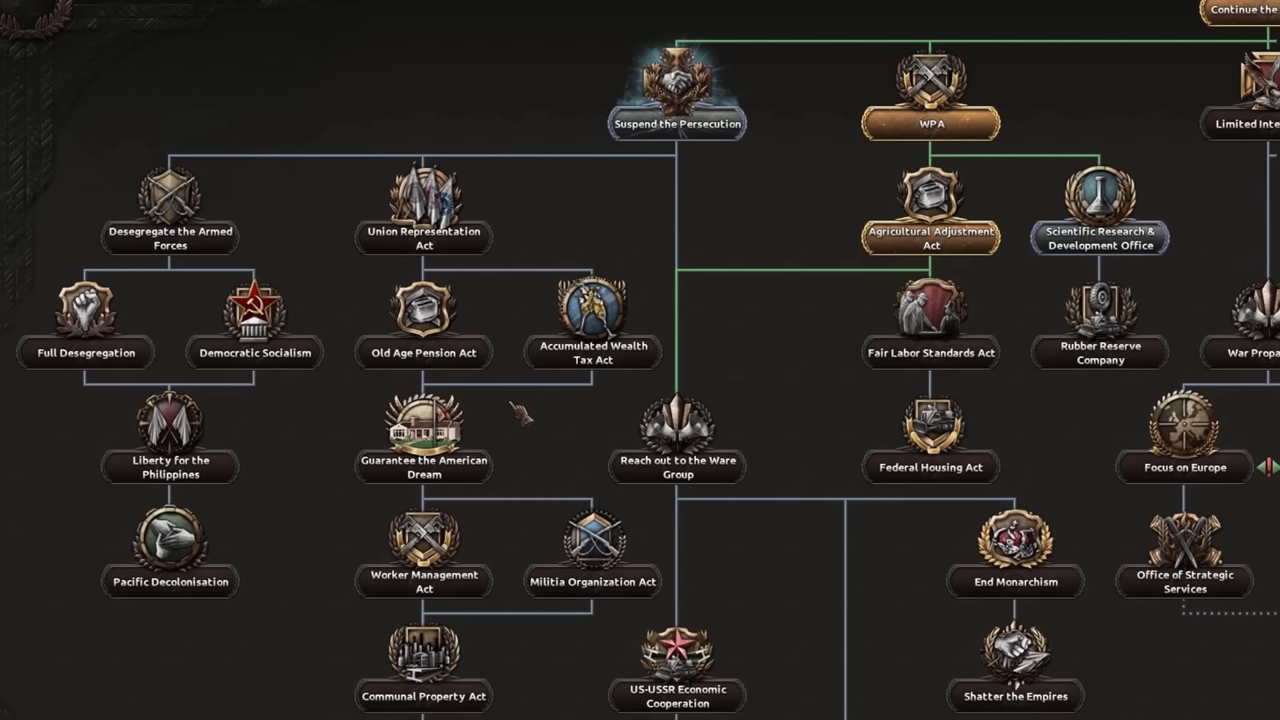 Continue the
Suspend the Persecution
WPA
Limited Inte
Desegregate the Armed
Forces
Union Representation
Act
Agricultural Adjustment
Act
Scientific Research &
Development Office
Full Desegregation
Democratic Socialism
Old Age Pension Act
Accumulated Wealth
Tax Act
Fair Labor Standards Act
Rubber Reserve
Company
War Propa
Liberty for the
Philippines
Guarantee the American
Dream
Reach out to the Ware
Group
Federal Housing Act
Focus on Europe
Pacific Decolonisation
Worker Management
Act
Militia Organization Act
End Monarchism
Office of Strategic
Services
Communal Property Act
US-USSR Economic
Cooperation
Shatter the Empires